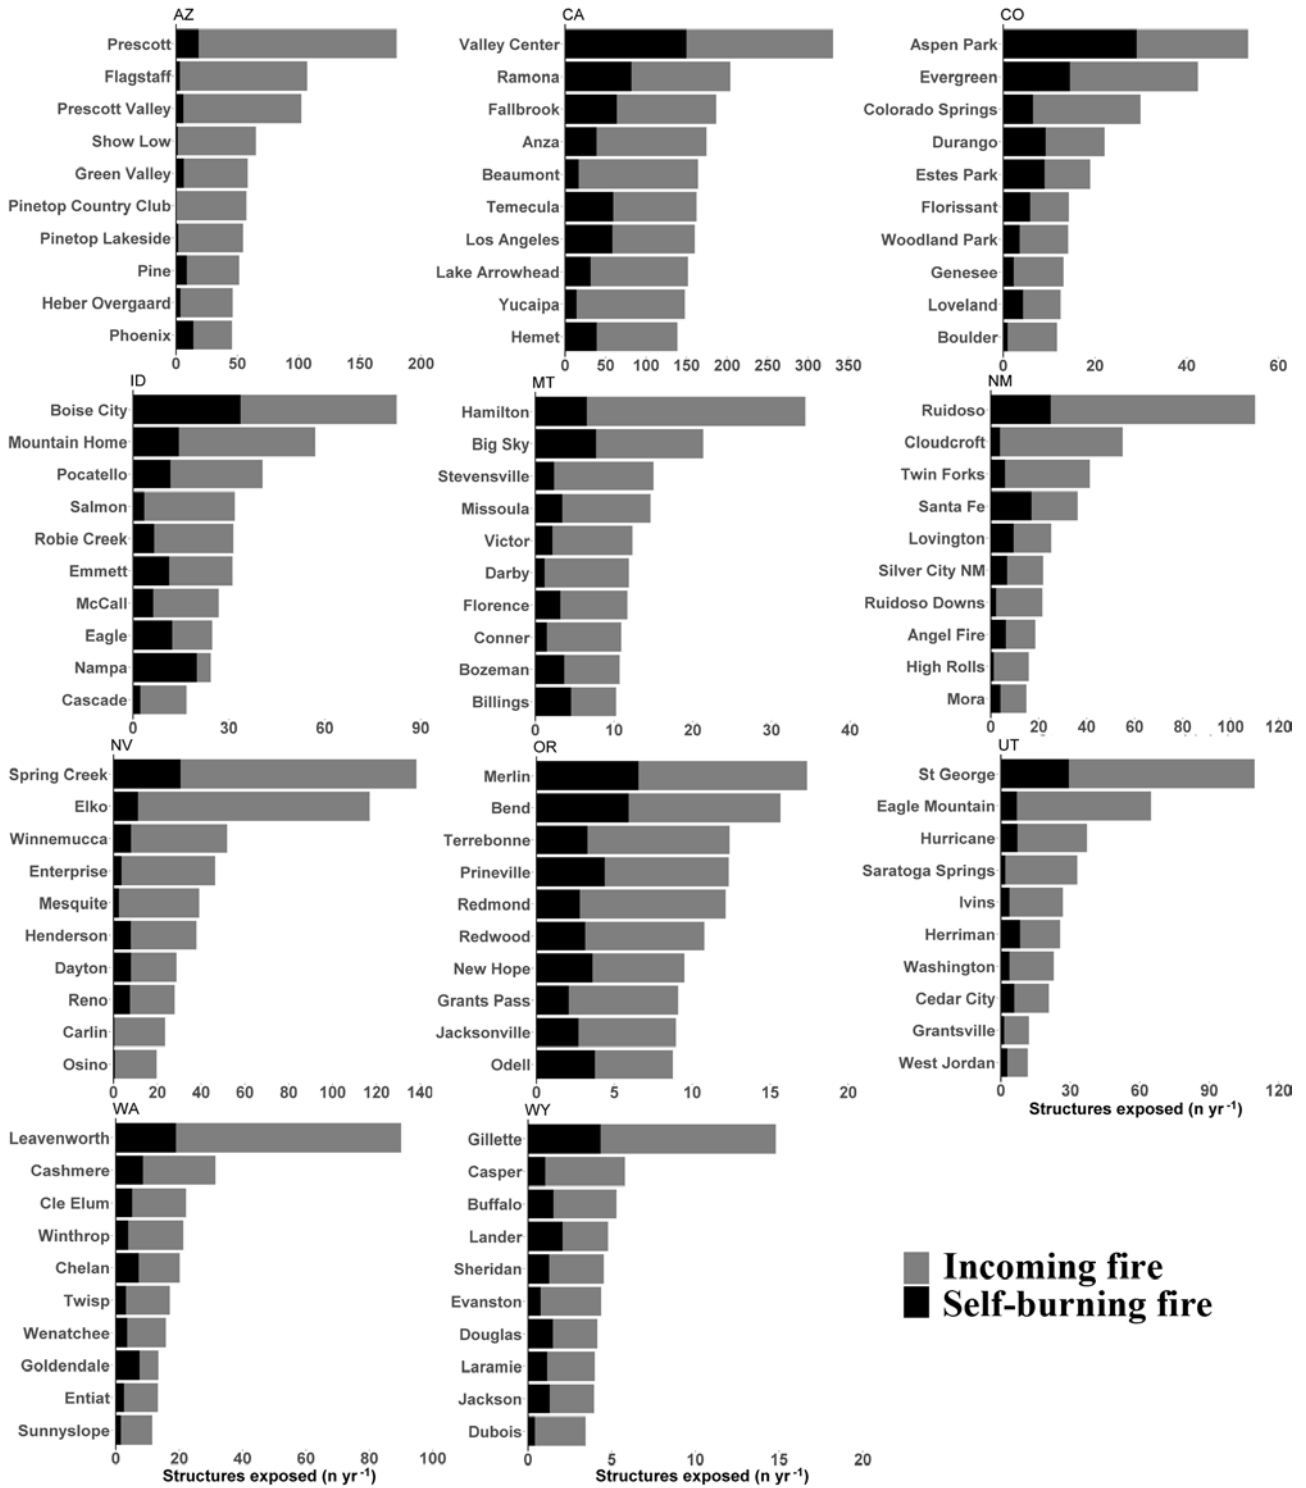 AZ
Prescott
Flagstaff
Prescott Valley
Show Low
Green Valley
Pinetop Country Club
Pinetop Lakeside
Pine
Heber Overgaard
Phoenix
0 50 100 150 200
CA
Valley Center
Ramona
Fallbrook
Anza
Beaumont
Temecula
Los Angeles
Lake Arrowhead
Yucaipa
Hemet
0 50 100 150 200 250 300 350
CO
Aspen Park
Evergreen
Colorado Springs
Durango
Estes Park
Florissant
Woodland Park
Genesee
Loveland
Boulder
0 20 40 60
ID
Boise City
Mountain Home
Pocatello
Salmon
Robie Creek
Emmett
McCall
Eagle
Nampa
Cascade
0 30 60 90
MT
Hamilton
Big Sky
Stevensville
Missoula
Victor
Darby
Florence
Conner
Bozeman
Billings
0 10 20 30 40
NM
Ruidoso
Cloudcroft
Twin Forks
Santa Fe
Lovington
Silver City NM
Ruidoso Downs
Angel Fire
High Rolls
Mora
0 20 40 60 80 100 120
NV
Spring Creek
Elko
Winnemucca
Enterprise
Mesquite
Henderson
Dayton
Reno
Carlin
Osino
0 20 40 60 80 100 120 140
OR
Merlin
Bend
Terrebonne
Prineville
Redmond
Redwood
New Hope
Grants Pass
Jacksonville
Odell
0 5 10 15 20
UT
St George
Eagle Mountain
Hurricane
Saratoga Springs
Ivins
Herriman
Washington
Cedar City
Grantsville
West Jordan
0 30 60 90 120
Structures exposed (n yr⁻¹)
WA
Leavenworth
Cashmere
Cle Elum
Winthrop
Chelan
Twisp
Wenatchee
Goldendale
Entiat
Sunnyslope
0 20 40 60 80 100
Structures exposed (n yr⁻¹)
WY
Gillette
Casper
Buffalo
Lander
Sheridan
Evanston
Douglas
Laramie
Jackson
Dubois
0 5 10 15 20
Structures exposed (n yr⁻¹)
Incoming fire
Self-burning fire